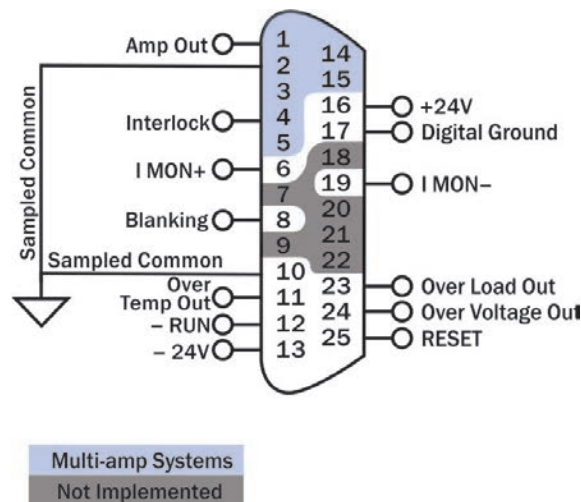 Amp Out
1
2
3
4
5
6
7
8
9
10
11
12
13
14
15
16
17
18
19
20
21
22
23
24
25
Sampled Common
Interlock
I MON+
Blanking
Sampled Common
Over
Temp Out
– RUN
– 24V
+24V
Digital Ground
I MON–
Over Load Out
Over Voltage Out
RESET
Multi-amp Systems
Not Implemented